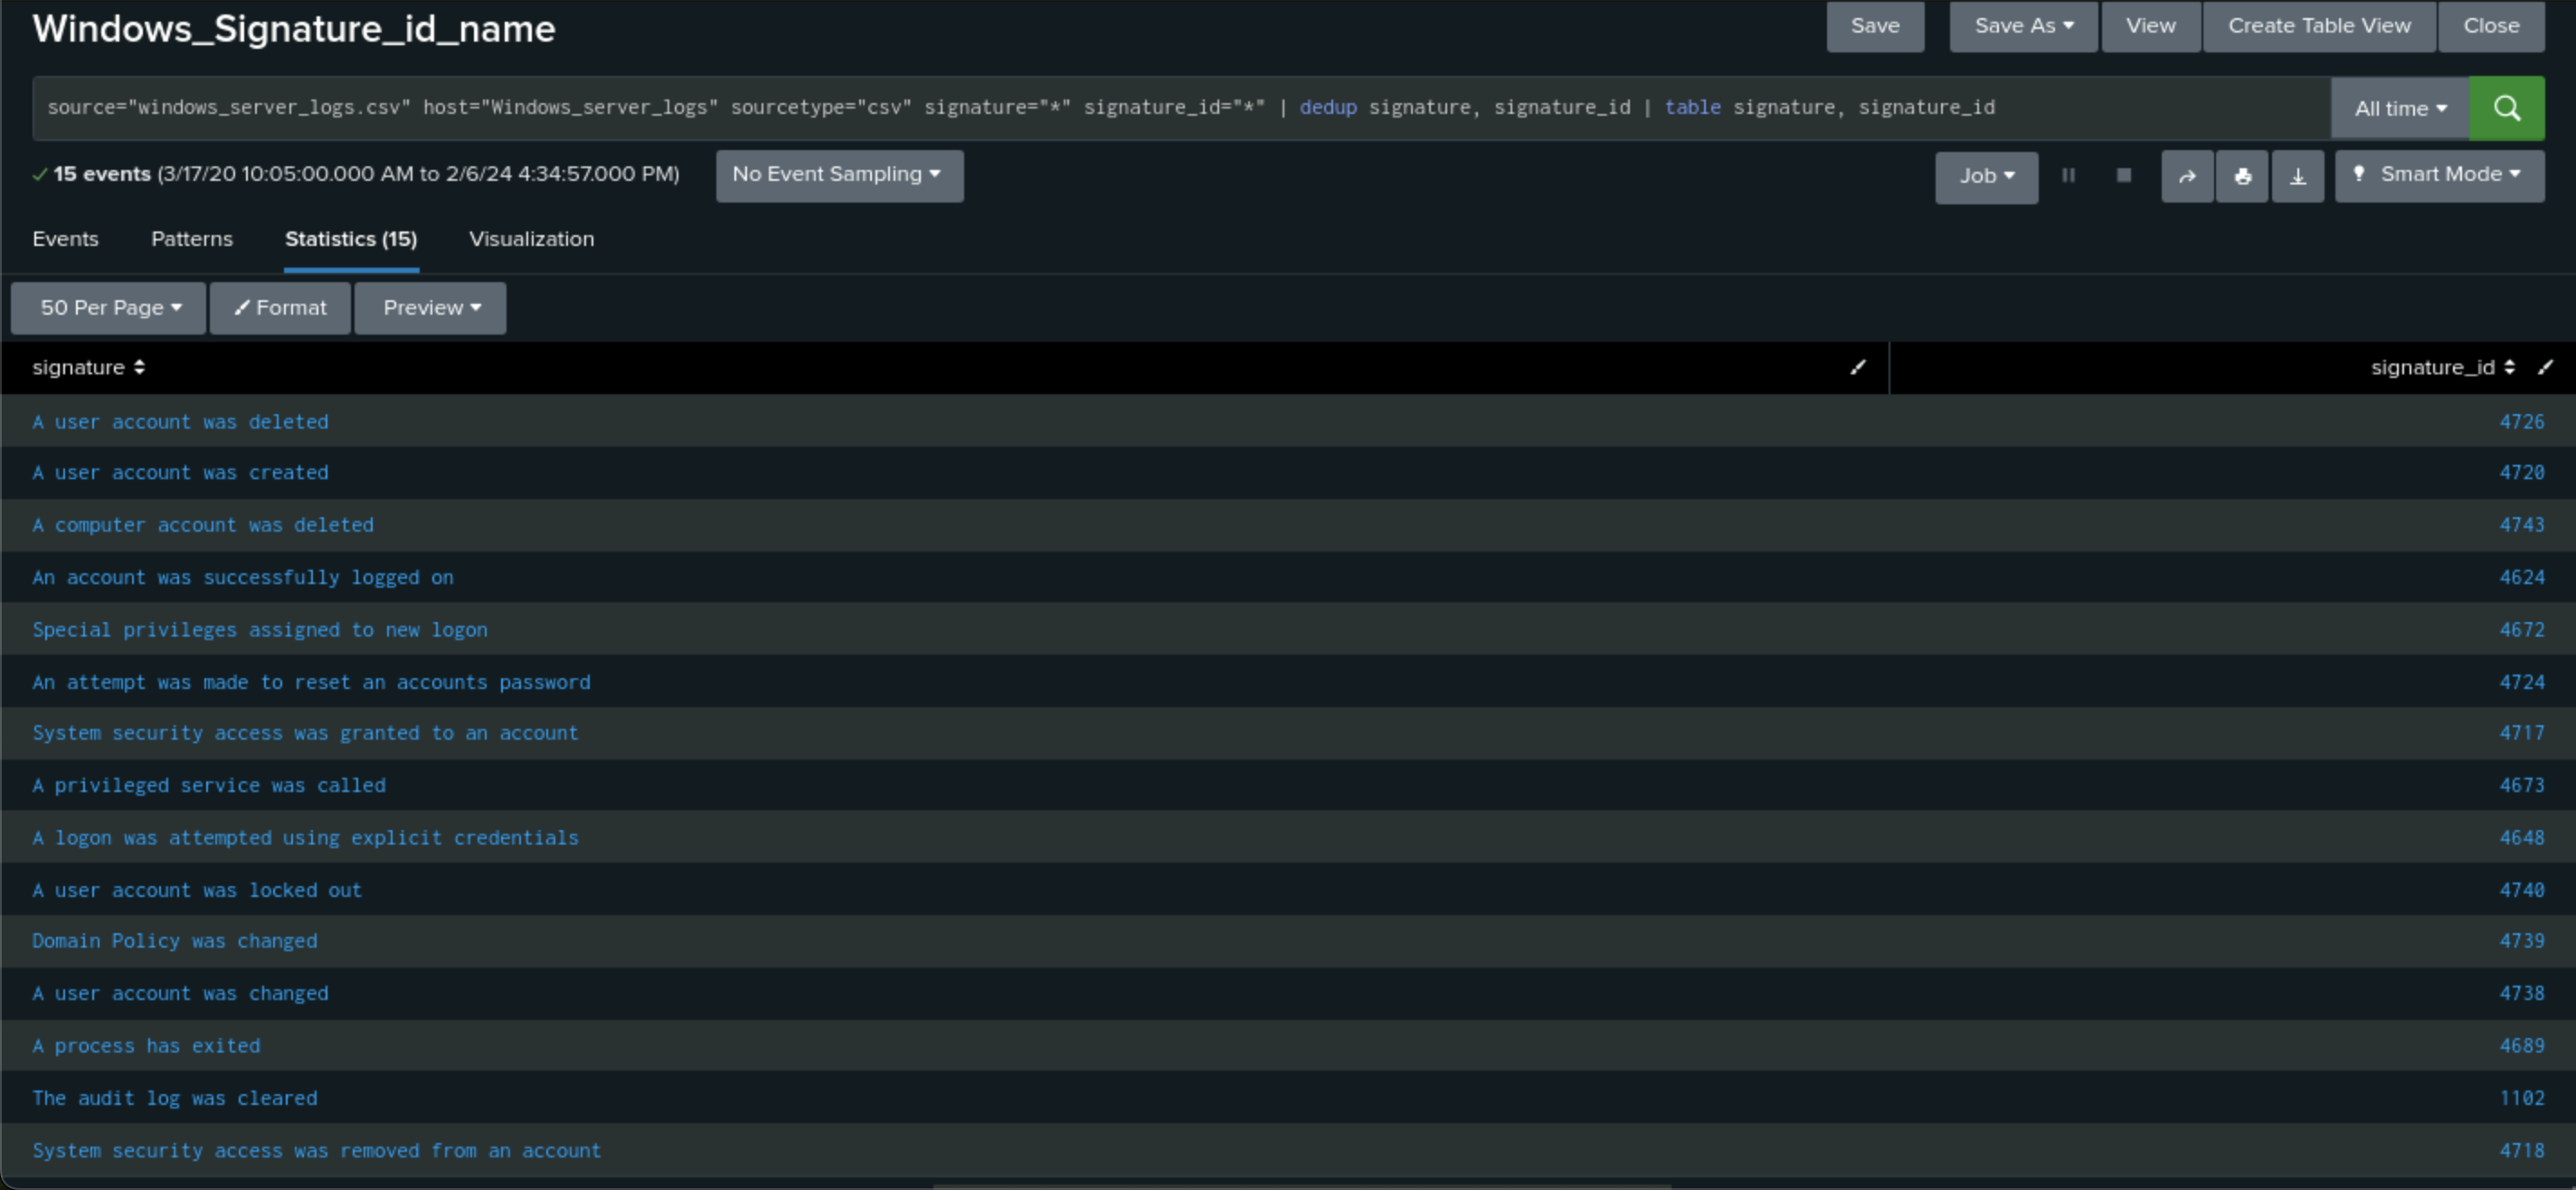 Windows_Signature_id_name
Save Save As View Create Table View Close
source="windows_server_logs.csv" host="Windows_server_logs" sourcetype="csv" signature="*" signature_id="*" | dedup signature, signature_id | table signature, signature_id
All time
15 events (3/17/20 10:05:00.000 AM to 2/6/24 4:34:57.000 PM) No Event Sampling Job Smart Mode
Events Patterns Statistics (15) Visualization
50 Per Page Format Preview
signature signature_id
A user account was deleted 4726
A user account was created 4720
A computer account was deleted 4743
An account was successfully logged on 4624
Special privileges assigned to new logon 4672
An attempt was made to reset an accounts password 4724
System security access was granted to an account 4717
A privileged service was called 4673
A logon was attempted using explicit credentials 4648
A user account was locked out 4740
Domain Policy was changed 4739
A user account was changed 4738
A process has exited 4689
The audit log was cleared 1102
System security access was removed from an account 4718